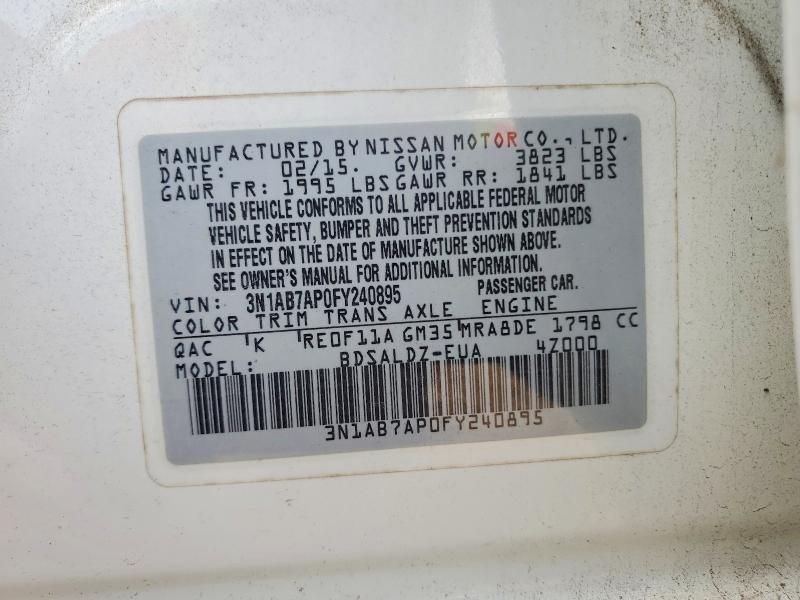 MANUFACTURED BY NISSAN MOTOR CO., LTD.
DATE: 02/15. GVWR: 3823 LBS
GAWR FR: 1995 LBS GAWR RR: 1841 LBS
THIS VEHICLE CONFORMS TO ALL APPLICABLE FEDERAL MOTOR
VEHICLE SAFETY, BUMPER AND THEFT PREVENTION STANDARDS
IN EFFECT ON THE DATE OF MANUFACTURE SHOWN ABOVE.
SEE OWNER'S MANUAL FOR ADDITIONAL INFORMATION.
VIN: 3N1AB7AP0FY240895 PASSENGER CAR.
COLOR TRIM TRANS AXLE ENGINE
QAC K RE0F11A GM35 MRA8DE 1798 CC
MODEL: BDSALDZ-EUA 4Z000
3N1AB7AP0FY240895